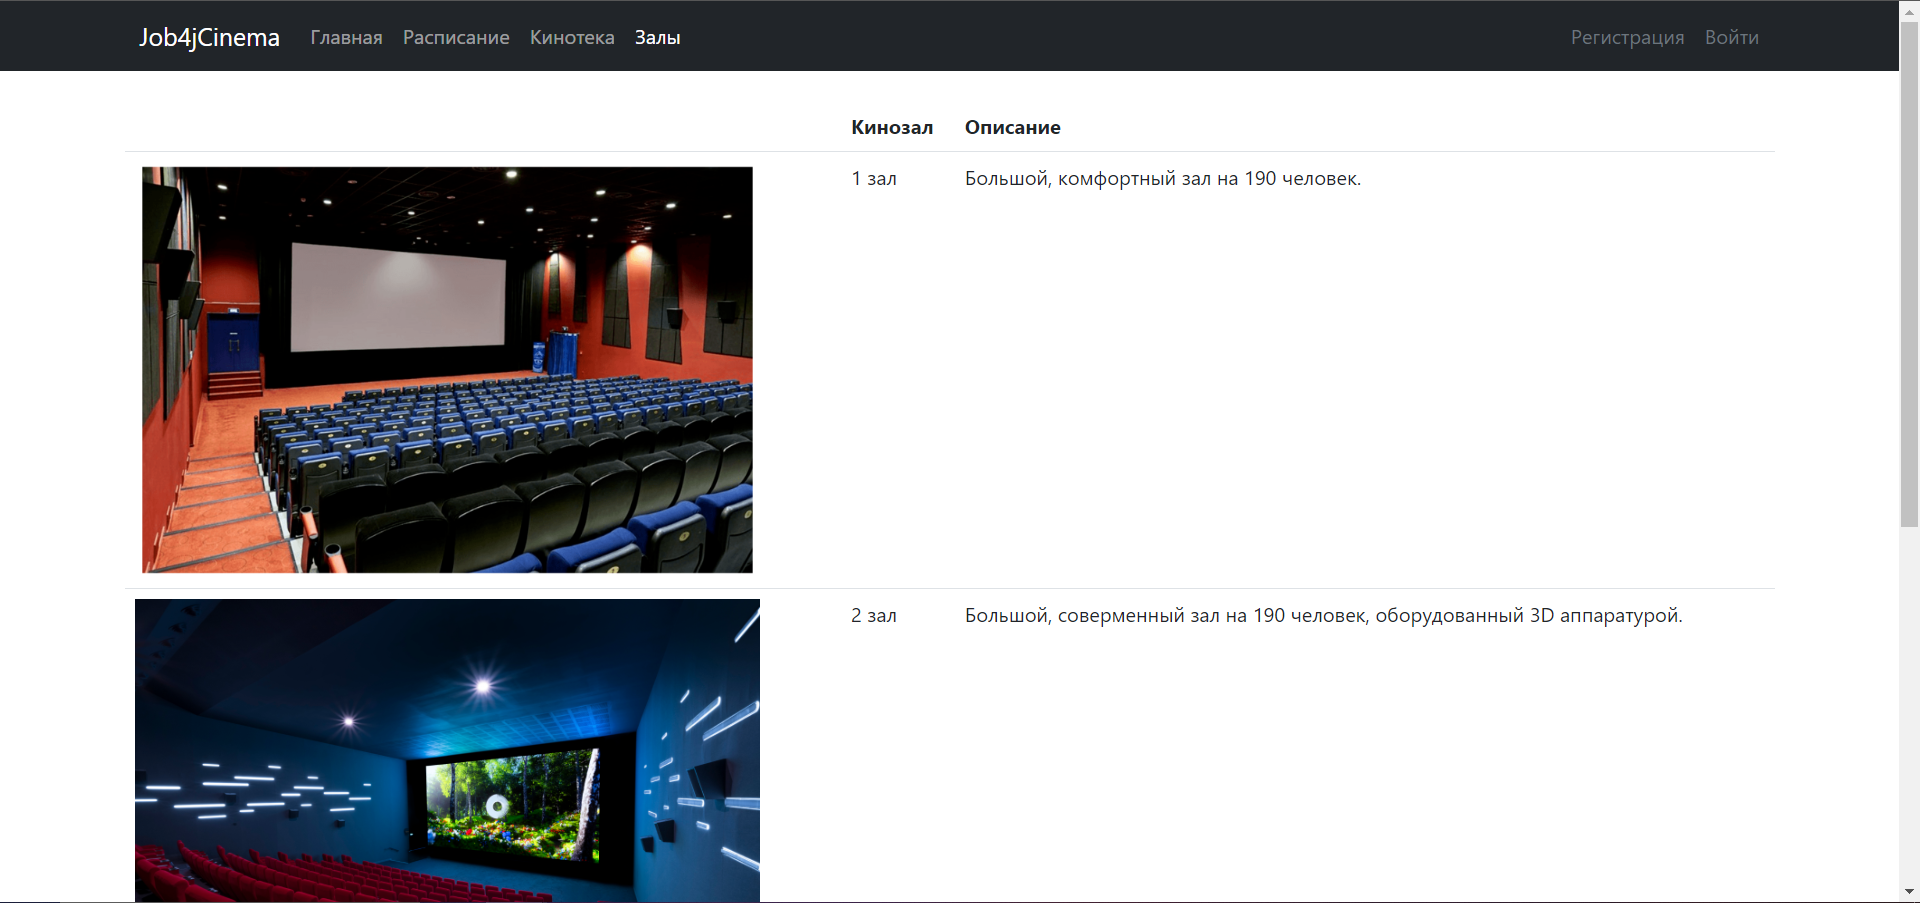 Job4jCinema Главная Расписание Кинотека Залы Регистрация Войти
Кинозал Описание
1 зал Большой, комфортный зал на 190 человек.
2 зал Большой, соверменный зал на 190 человек, оборудованный 3D аппаратурой.